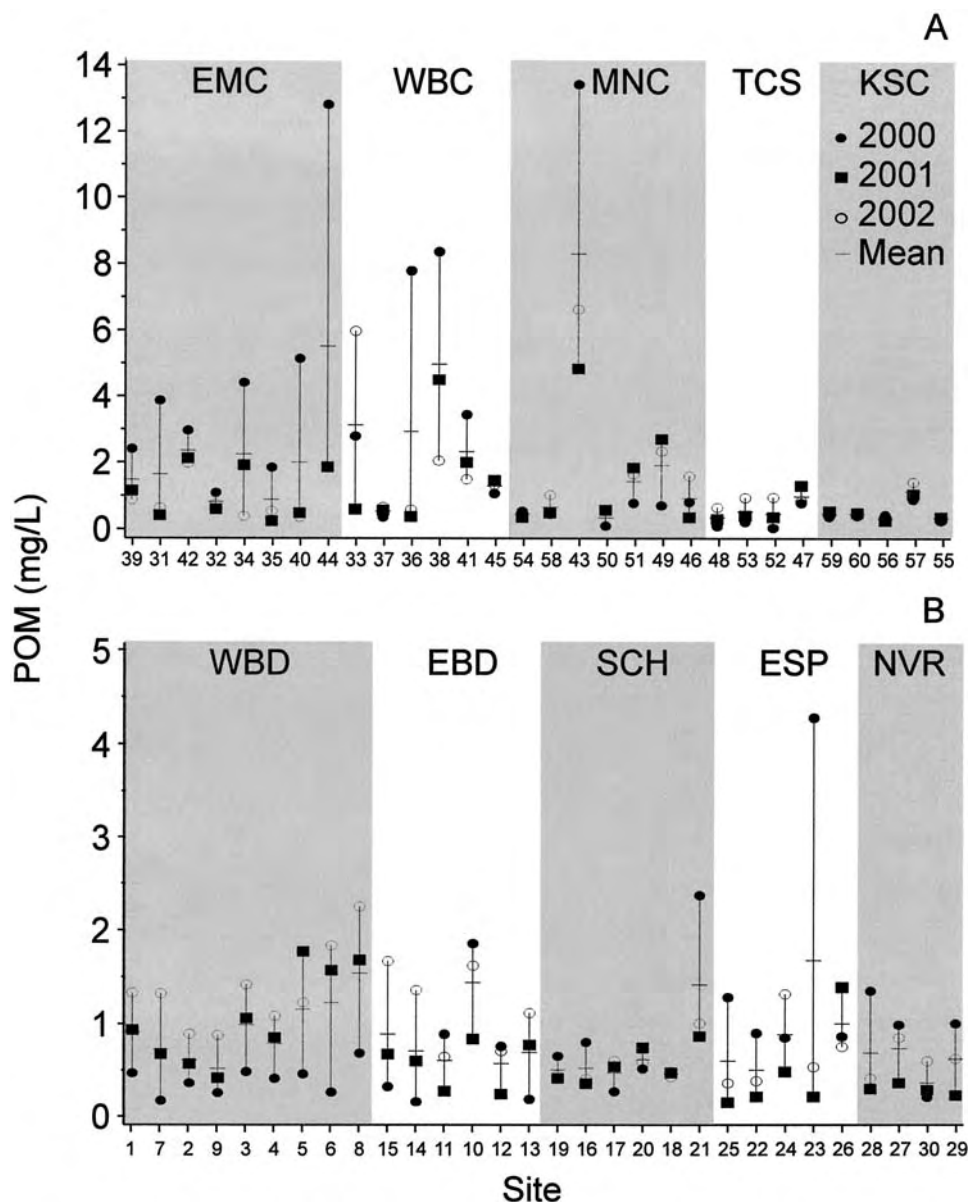 A
EMC WBC MNC TCS KSC
2000
2001
2002
Mean
14
12
10
8
6
4
2
0
39 31 42 32 34 35 40 44 33 37 36 38 41 45 54 58 43 50 51 49 46 48 53 52 47 59 60 56 57 55
POM (mg/L)
B
WBD EBD SCH ESP NVR
5
4
3
2
1
0
1 7 2 9 3 4 5 6 8 15 14 11 10 12 13 19 16 17 20 18 21 25 22 24 23 26 28 27 30 29
Site